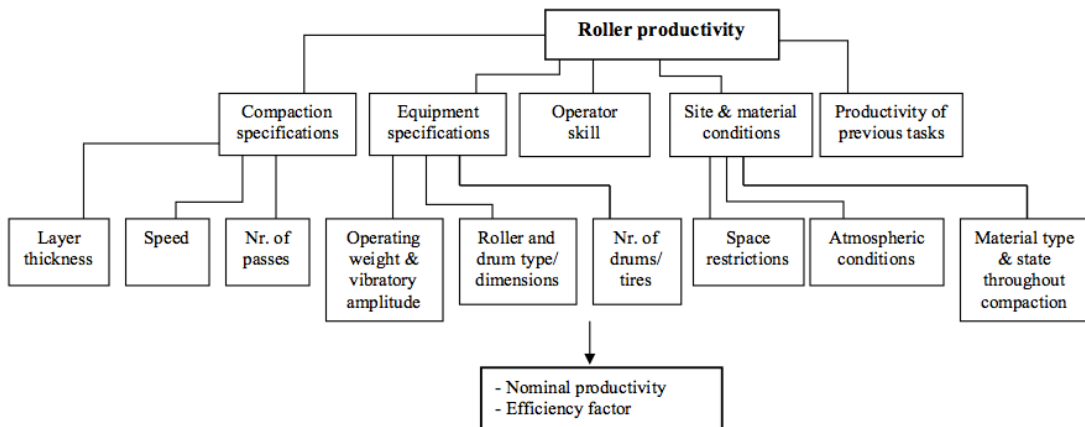 Roller productivity
Compaction
specifications
Equipment
specifications
Operator
skill
Site & material
conditions
Productivity of
previous tasks
Layer
thickness
Speed
Nr. of
passes
Operating
weight &
vibratory
amplitude
Roller and
drum type/
dimensions
Nr. of
drums/
tires
Space
restrictions
Atmospheric
conditions
Material type
& state
throughout
compaction
- Nominal productivity
- Efficiency factor